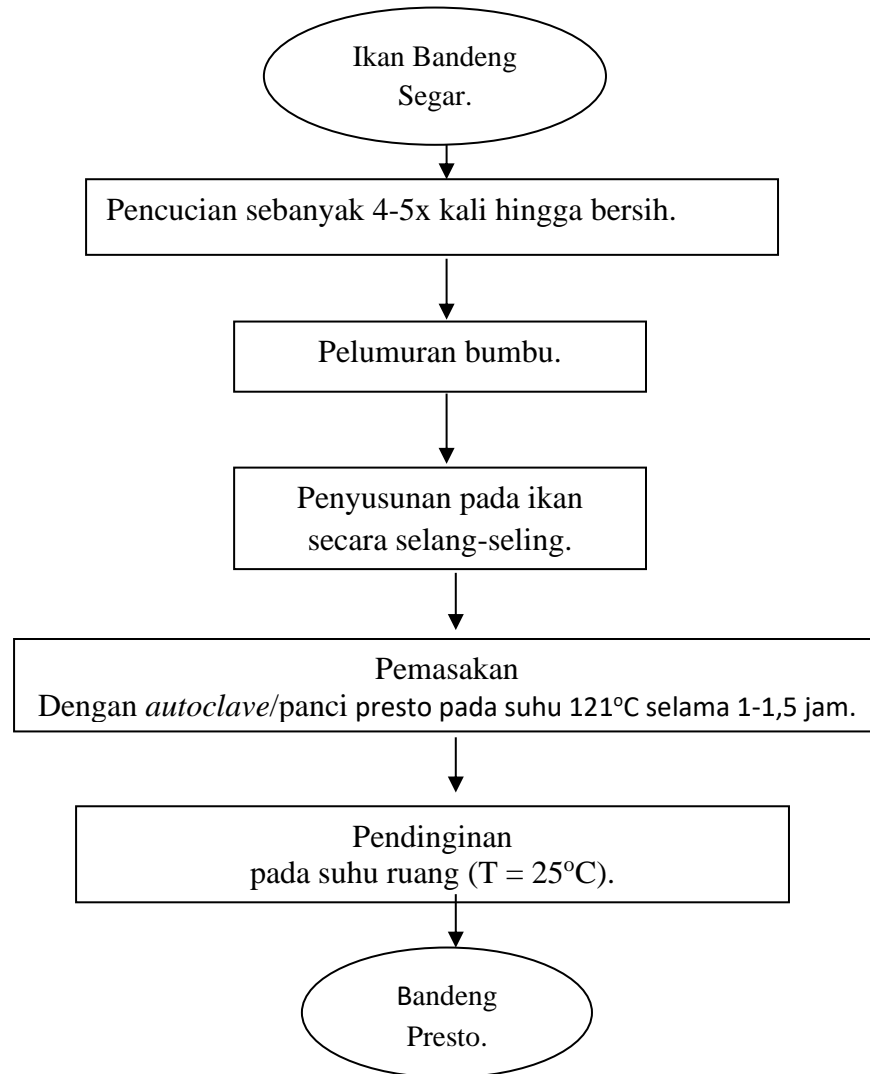 Ikan Bandeng
Segar.
Pencucian sebanyak 4-5x kali hingga bersih.
Pelumuran bumbu.
Penyusunan pada ikan
secara selang-seling.
Pemasakan
Dengan autoclave/panci presto pada suhu 121°C selama 1-1,5 jam.
Pendinginan
pada suhu ruang (T = 25°C).
Bandeng
Presto.